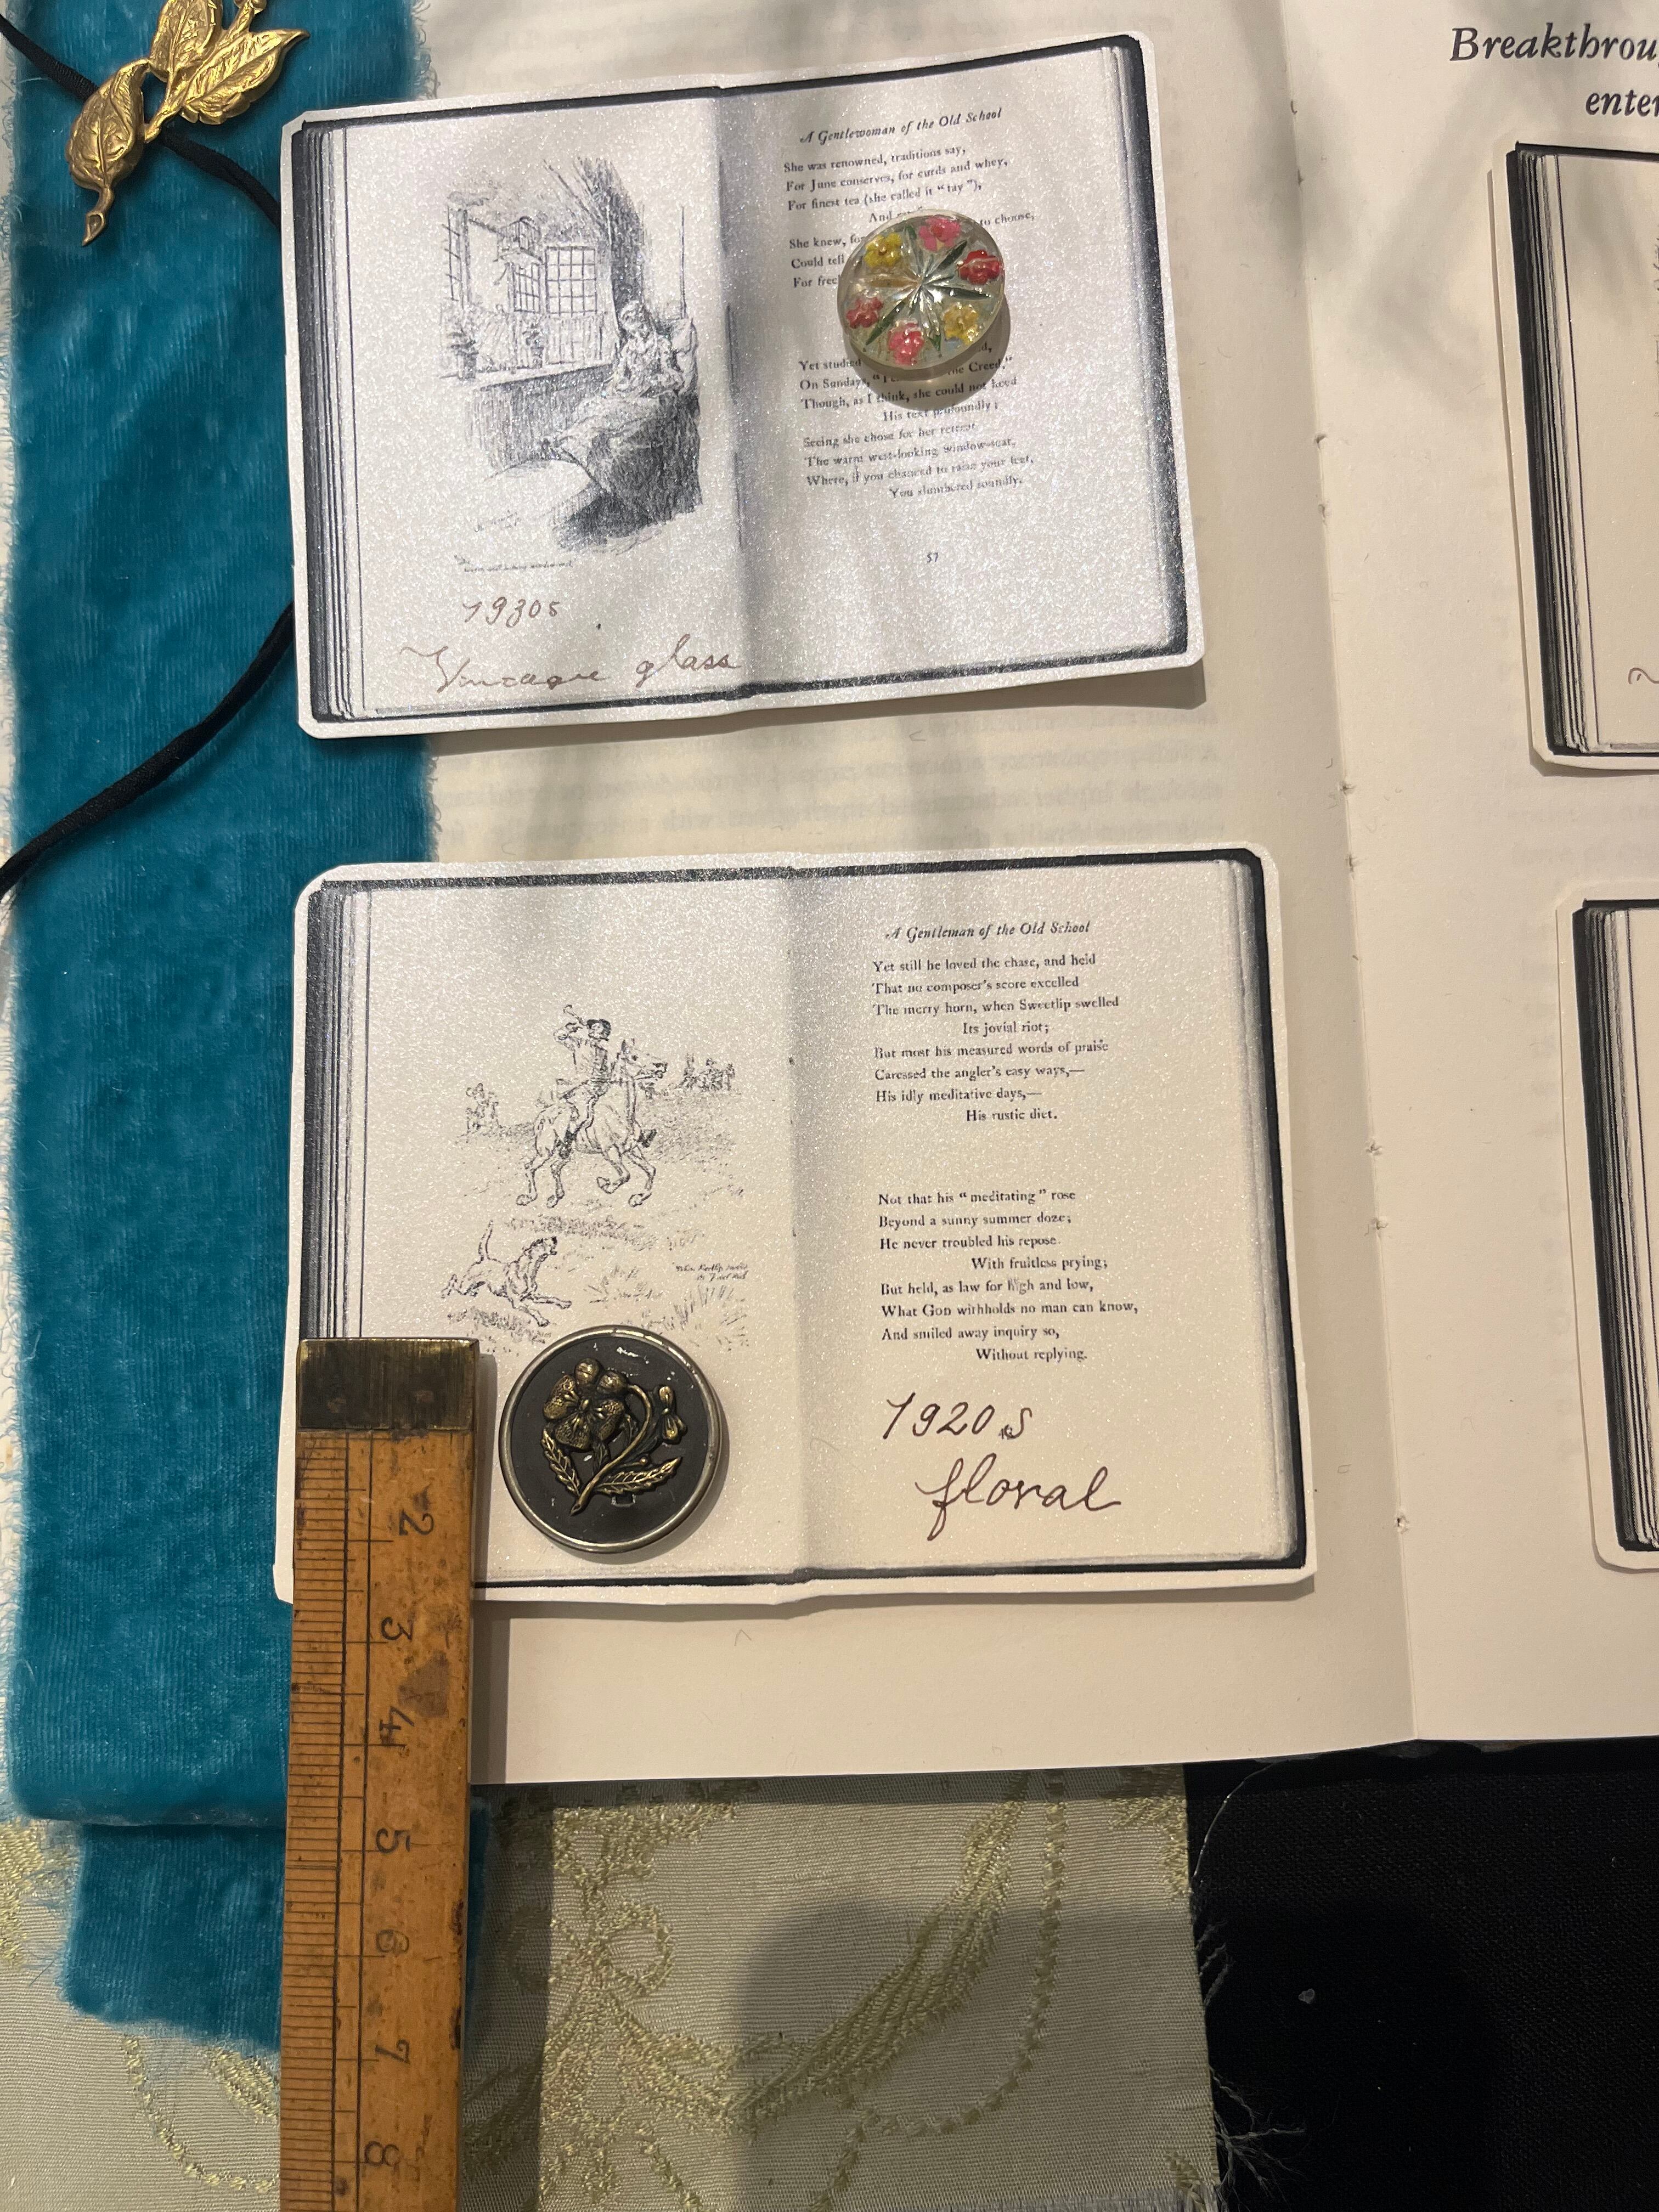 Breakthrou
enter
A Gentlewoman of the Old School
She was renowned, traditions say,
For June conserves, for curds and whey,
For finest tea (she called it "tay"),
And to choose,
She knew, for
Could tell
For
Yet studied
On Sundays, the Creed,"
Though, as I think, she could not heed
His text profoundly;
Seeing she chose for her retreat
The warm west-looking window-seat,
Where, if you chanced to raise your feet,
You slumbered soundly.
57
1930s
Vintage glass
A Gentleman of the Old School
Yet still he loved the chase, and held
That no composer's score excelled
The merry horn, when Sweetlip swelled
Its jovial riot;
But most his measured words of praise
Caressed the angler's easy ways,—
His idly meditative days,—
His rustic diet.
Not that his "meditating" rose
Beyond a sunny summer doze;
He never troubled his repose
With fruitless prying;
But held, as law for high and low,
What God withholds no man can know,
And smiled away inquiry so,
Without replying.
1920s
floral
2
3
4
5
6
7
8